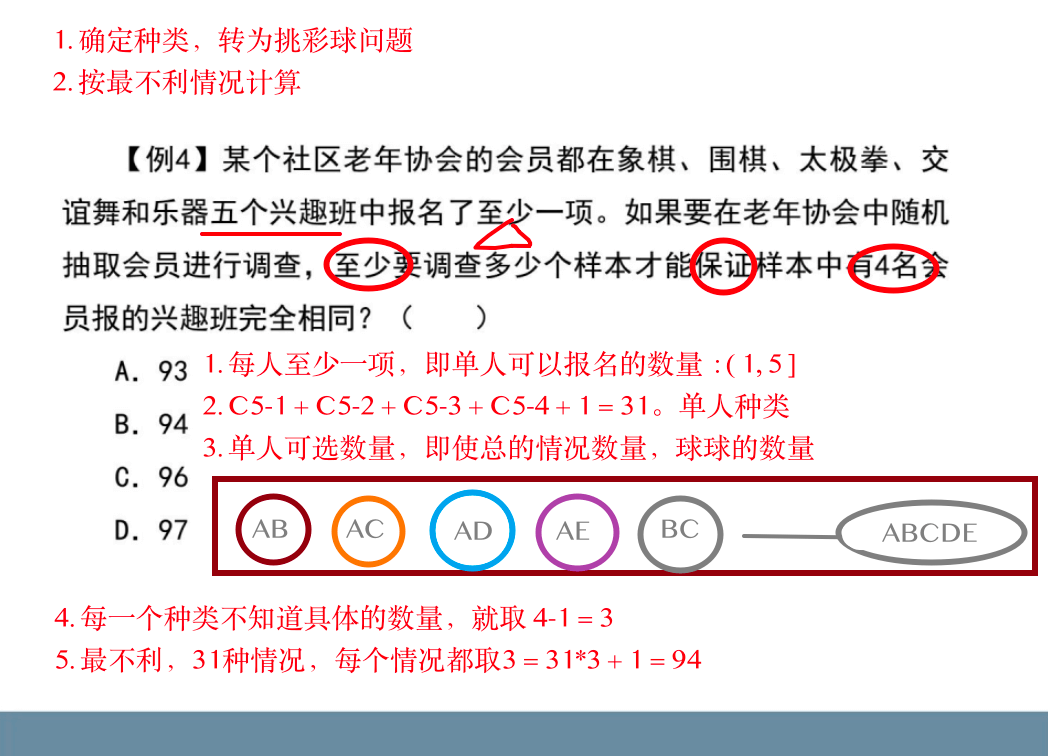 1. 确定种类，转为挑彩球问题
2. 按最不利情况计算
【例4】某个社区老年协会的会员都在象棋、围棋、太极拳、交
谊舞和乐器五个兴趣班中报名了至少一项。如果要在老年协会中随机
抽取会员进行调查，至少要调查多少个样本才能保证样本中有4名会
员报的兴趣班完全相同？（　　）
A. 93
1. 每人至少一项，即单人可以报名的数量 :( 1, 5 ]
B. 94
2. C5-1 + C5-2 + C5-3 + C5-4 + 1 = 31。单人种类
3. 单人可选数量，即使总的情况数量，球球的数量
C. 96
D. 97
AB AC AD AE BC ABCDE
4. 每一个种类不知道具体的数量，就取 4-1 = 3
5. 最不利，31种情况，每个情况都取3 = 31*3 + 1 = 94